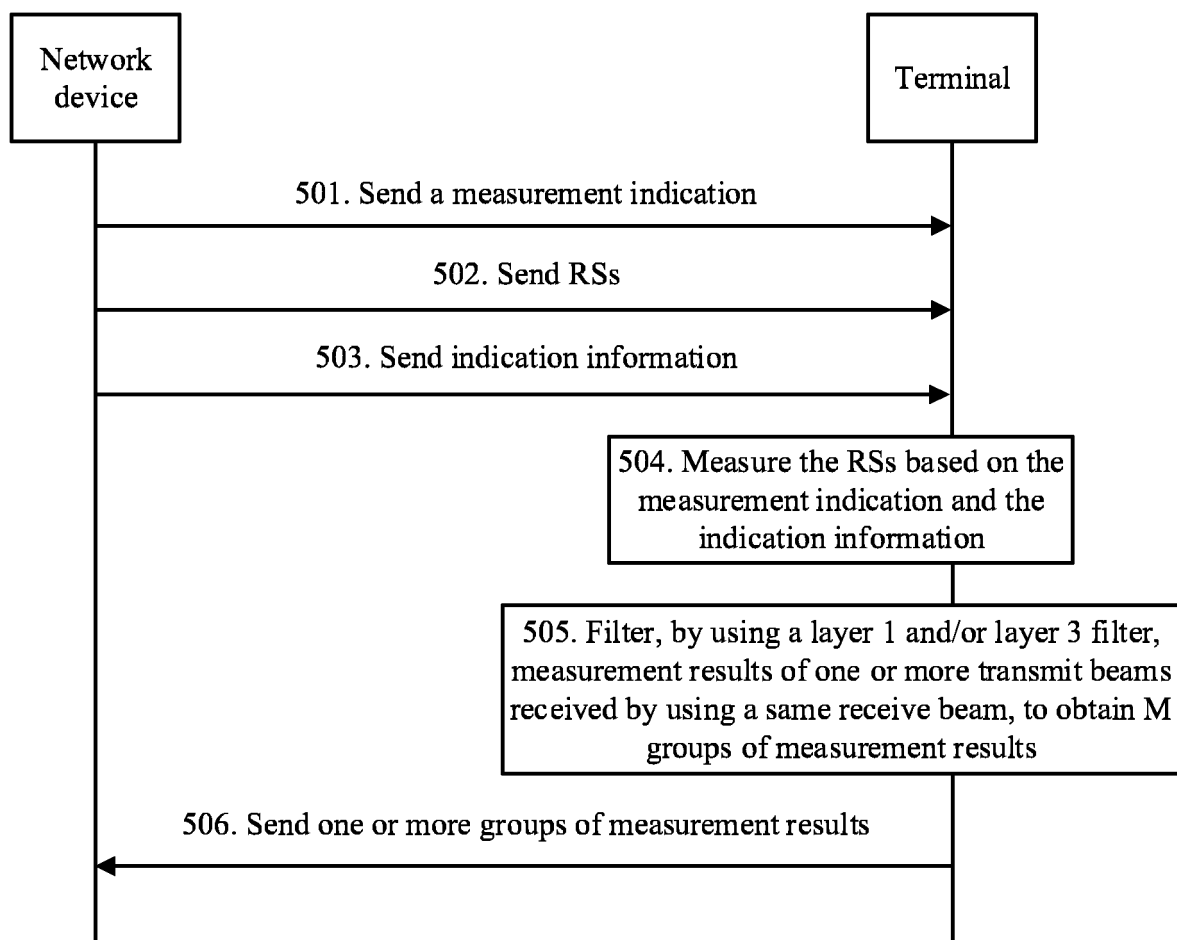 Network
device
Terminal
501. Send a measurement indication
502. Send RSs
503. Send indication information
504. Measure the RSs based on the
measurement indication and the
indication information
505. Filter, by using a layer 1 and/or layer 3 filter,
measurement results of one or more transmit beams
received by using a same receive beam, to obtain M
groups of measurement results
506. Send one or more groups of measurement results